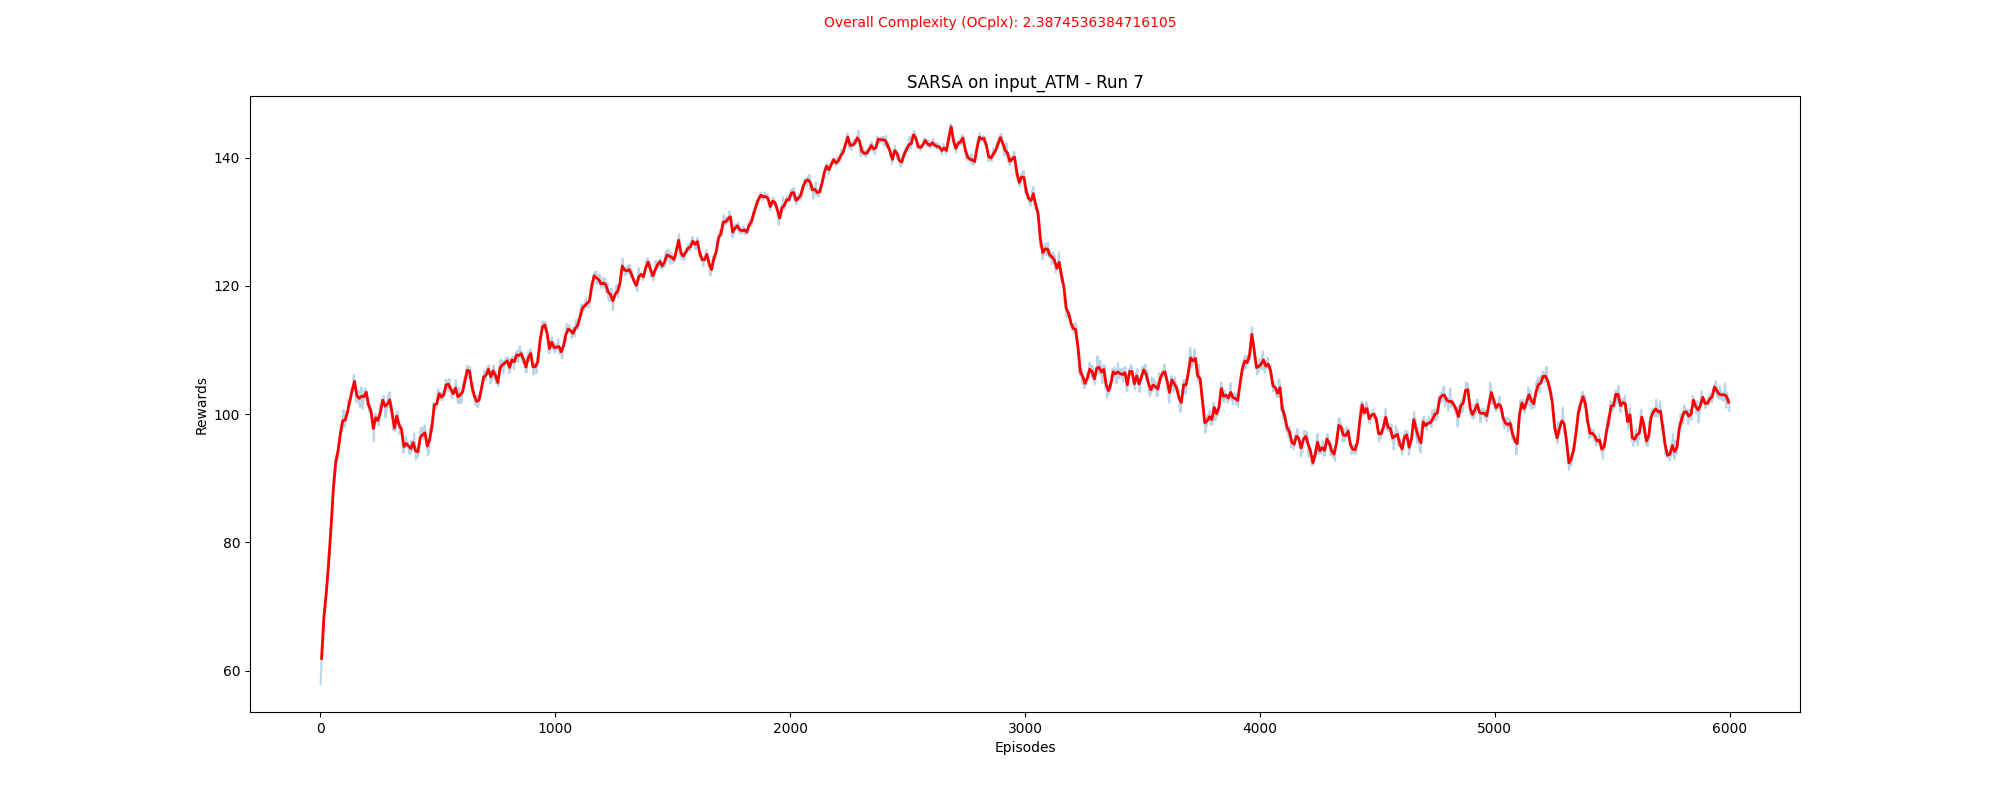 Overall Complexity (OCplx): 2.3874536384716105
SARSA on input_ATM - Run 7
140
120
100
80
60
Rewards
0 1000 2000 3000 4000 5000 6000
Episodes